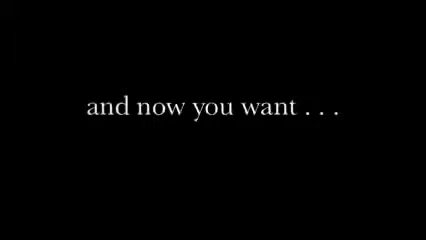 and now you want . . .